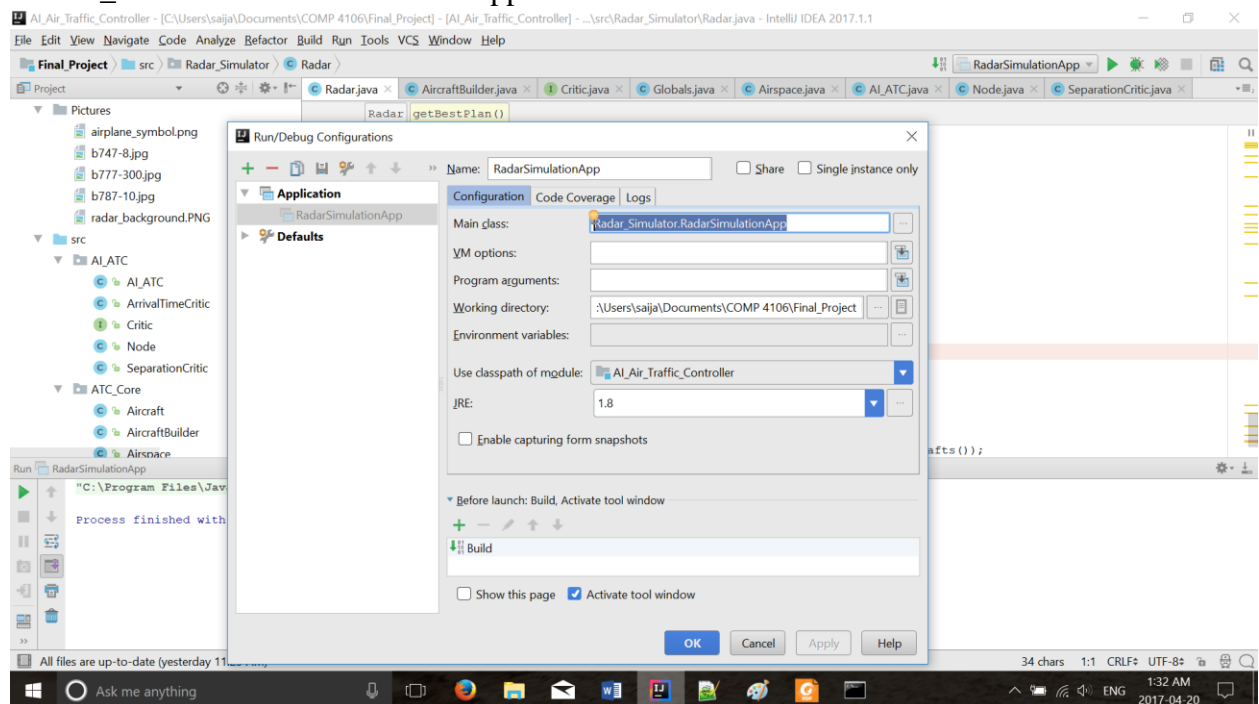 AI_Air_Traffic_Controller - [C:\Users\saija\Documents\COMP 4106\Final_Project] - [AI_Air_Traffic_Controller] - ...\src\Radar_Simulator\Radar.java - IntelliJ IDEA 2017.1.1
File Edit View Navigate Code Analyze Refactor Build Run Tools VCS Window Help
Final_Project src Radar_Simulator Radar RadarSimulationApp
Project Radar.java AircraftBuilder.java Critic.java Globals.java Airspace.java AI_ATC.java Node.java SeparationCritic.java
Radar getBestPlan()
Pictures
airplane_symbol.png
b747-8.jpg
b777-300.jpg
b787-10.jpg
radar_background.PNG
src
AI_ATC
AI_ATC
ArrivalTimeCritic
Critic
Node
SeparationCritic
ATC_Core
Aircraft
AircraftBuilder
Airspace
Run/Debug Configurations
Application
RadarSimulationApp
Defaults
Name: RadarSimulationApp Share Single instance only
Configuration Code Coverage Logs
Main class: Radar_Simulator.RadarSimulationApp
VM options:
Program arguments:
Working directory: :\Users\saija\Documents\COMP 4106\Final_Project
Environment variables:
Use classpath of module: AI_Air_Traffic_Controller
JRE: 1.8
Enable capturing form snapshots
Before launch: Build, Activate tool window
Build
Show this page Activate tool window
OK Cancel Apply Help
afts());
Run RadarSimulationApp
"C:\Program Files\Jav
Process finished with
All files are up-to-date (yesterday 11 34 chars 1:1 CRLF UTF-8
Ask me anything ENG 1:32 AM
2017-04-20